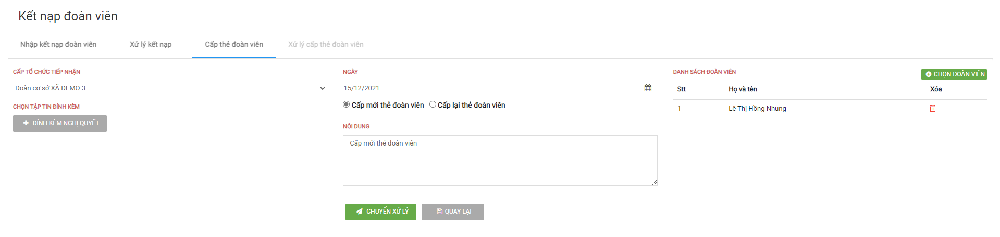 Kết nạp đoàn viên
Nhập kết nạp đoàn viên
Xử lý kết nạp
Cấp thẻ đoàn viên
Xử lý cấp thẻ đoàn viên
CẤP TỔ CHỨC TIẾP NHẬN
Đoàn cơ sở XÃ DEMO 3
CHỌN TẬP TIN ĐÍNH KÈM
ĐÍNH KÈM NGHỊ QUYẾT
NGÀY
15/12/2021
Cấp mới thẻ đoàn viên
Cấp lại thẻ đoàn viên
NỘI DUNG
Cấp mới thẻ đoàn viên
CHUYỂN XỬ LÝ
QUAY LẠI
DANH SÁCH ĐOÀN VIÊN
CHỌN ĐOÀN VIÊN
Stt Họ và tên Xóa
1 Lê Thị Hồng Nhung